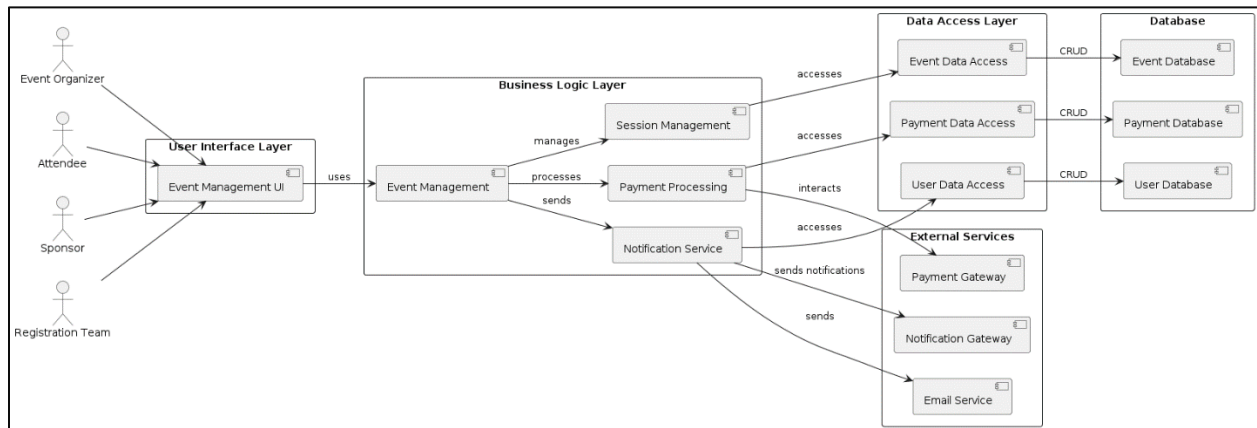 Event Organizer
Attendee
Sponsor
Registration Team
User Interface Layer
Event Management UI
uses
Business Logic Layer
Event Management
manages
processes
sends
Session Management
Payment Processing
Notification Service
accesses
accesses
interacts
accesses
sends notifications
sends
Data Access Layer
Event Data Access
Payment Data Access
User Data Access
CRUD
CRUD
CRUD
Database
Event Database
Payment Database
User Database
External Services
Payment Gateway
Notification Gateway
Email Service